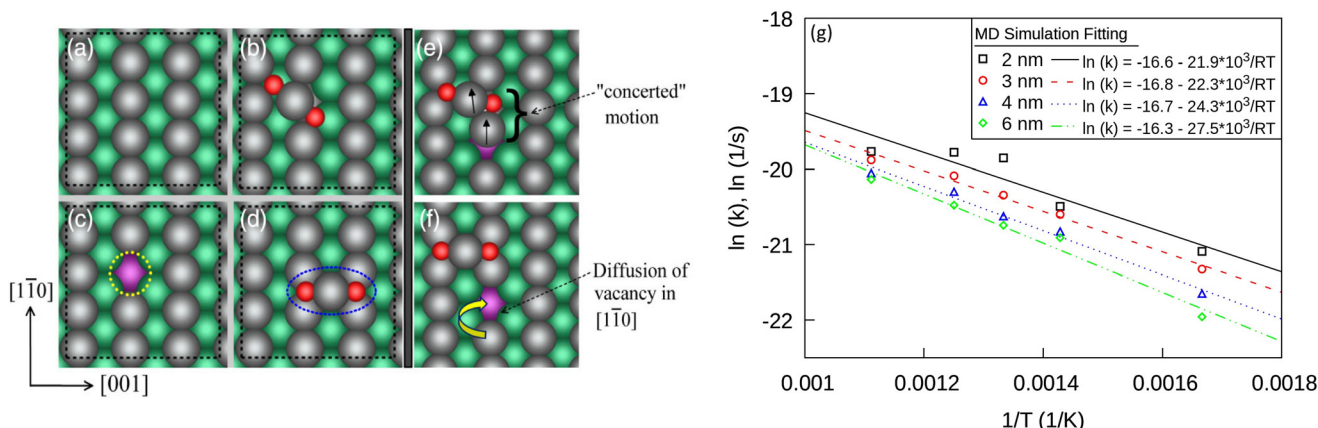 (a)
(b)
(e)
"concerted"
motion
(c)
(d)
(f)
Diffusion of
vacancy in
[11̅0]
[11̅0]
[001]
(g)
MD Simulation Fitting
2 nm ln (k) = -16.6 - 21.9*10³/RT
3 nm ln (k) = -16.8 - 22.3*10³/RT
4 nm ln (k) = -16.7 - 24.3*10³/RT
6 nm ln (k) = -16.3 - 27.5*10³/RT
ln (k), ln (1/s)
-18
-19
-20
-21
-22
0.001 0.0012 0.0014 0.0016 0.0018
1/T (1/K)